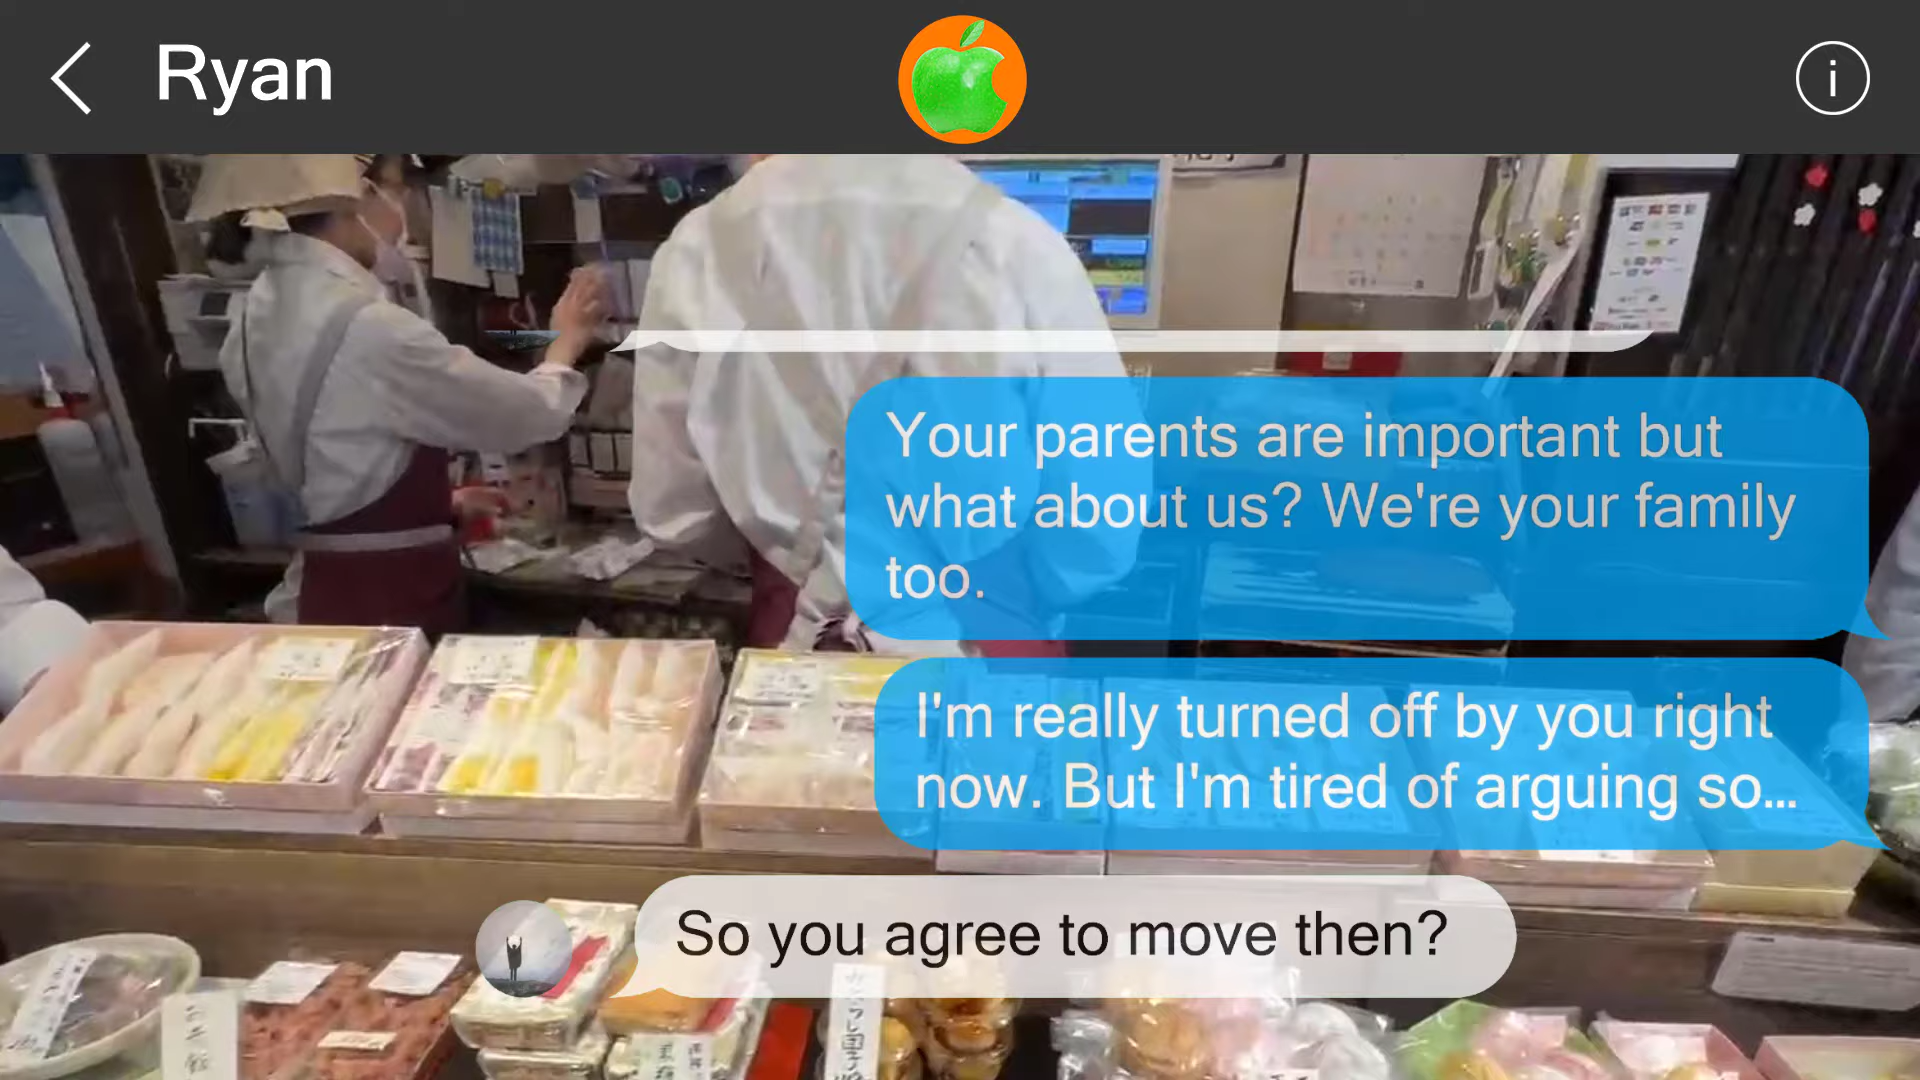 Ryan
Your parents are important but
what about us? We're your family
too.
I'm really turned off by you right
now. But I'm tired of arguing so...
So you agree to move then?